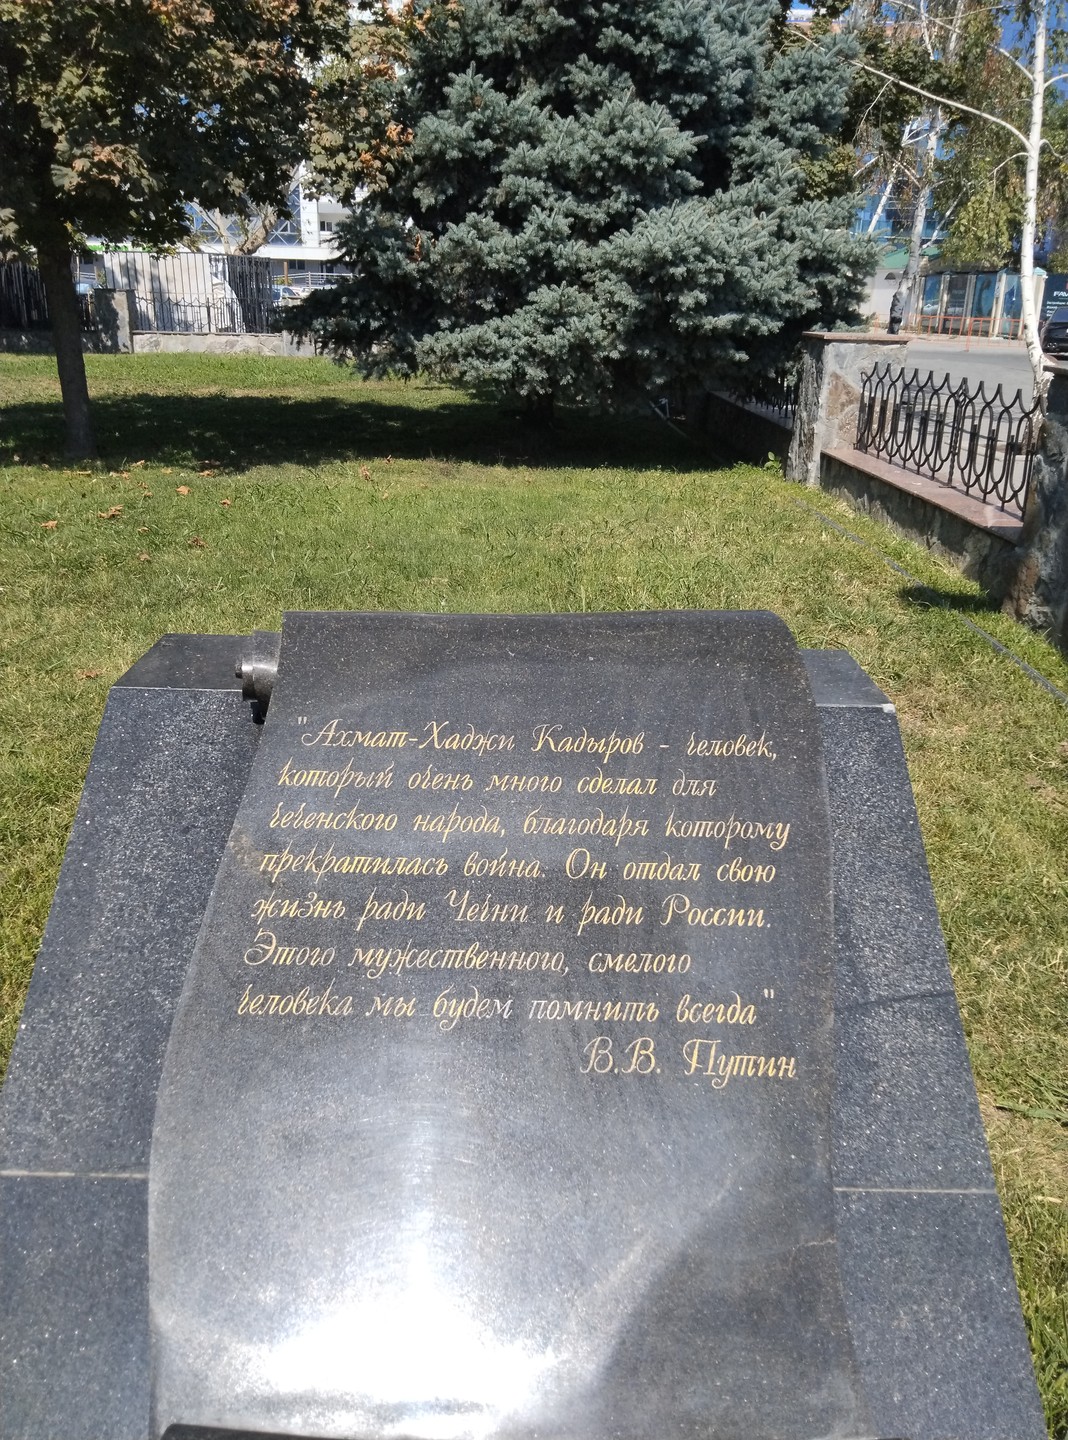 "Ахмат-Хаджи Кадыров - человек,
который очень много сделал для
чеченского народа, благодаря которому
прекратилась война. Он отдал свою
жизнь ради Чечни и ради России.
Этого мужественного, смелого
человека мы будем помнить всегда"
В.В. Путин